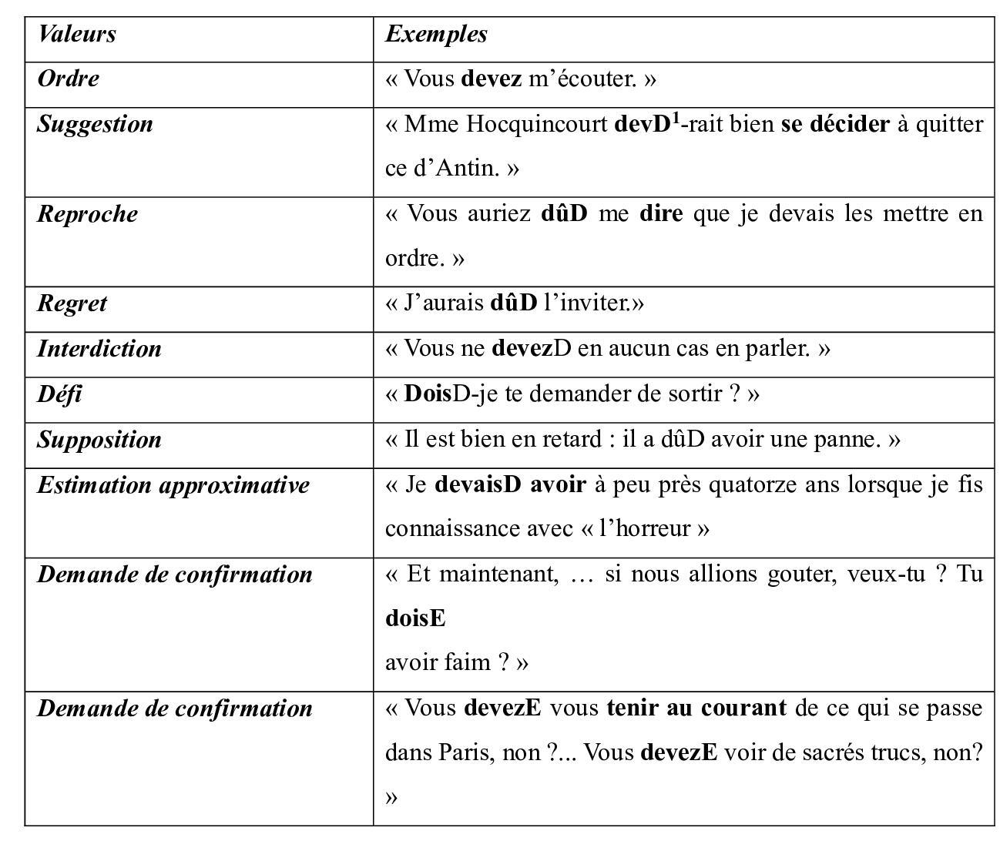 Valeurs Exemples
Ordre « Vous devez m’écouter. »
Suggestion « Mme Hocquincourt devD¹-rait bien se décider à quitter
ce d’Antin. »
Reproche « Vous auriez dûD me dire que je devais les mettre en
ordre. »
Regret « J’aurais dûD l’inviter.»
Interdiction « Vous ne devezD en aucun cas en parler. »
Défi « DoisD-je te demander de sortir ? »
Supposition « Il est bien en retard : il a dûD avoir une panne. »
Estimation approximative « Je devaisD avoir à peu près quatorze ans lorsque je fis
connaissance avec « l’horreur »
Demande de confirmation « Et maintenant, … si nous allions gouter, veux-tu ? Tu
doisE
avoir faim ? »
Demande de confirmation « Vous devezE vous tenir au courant de ce qui se passe
dans Paris, non ?... Vous devezE voir de sacrés trucs, non?
»